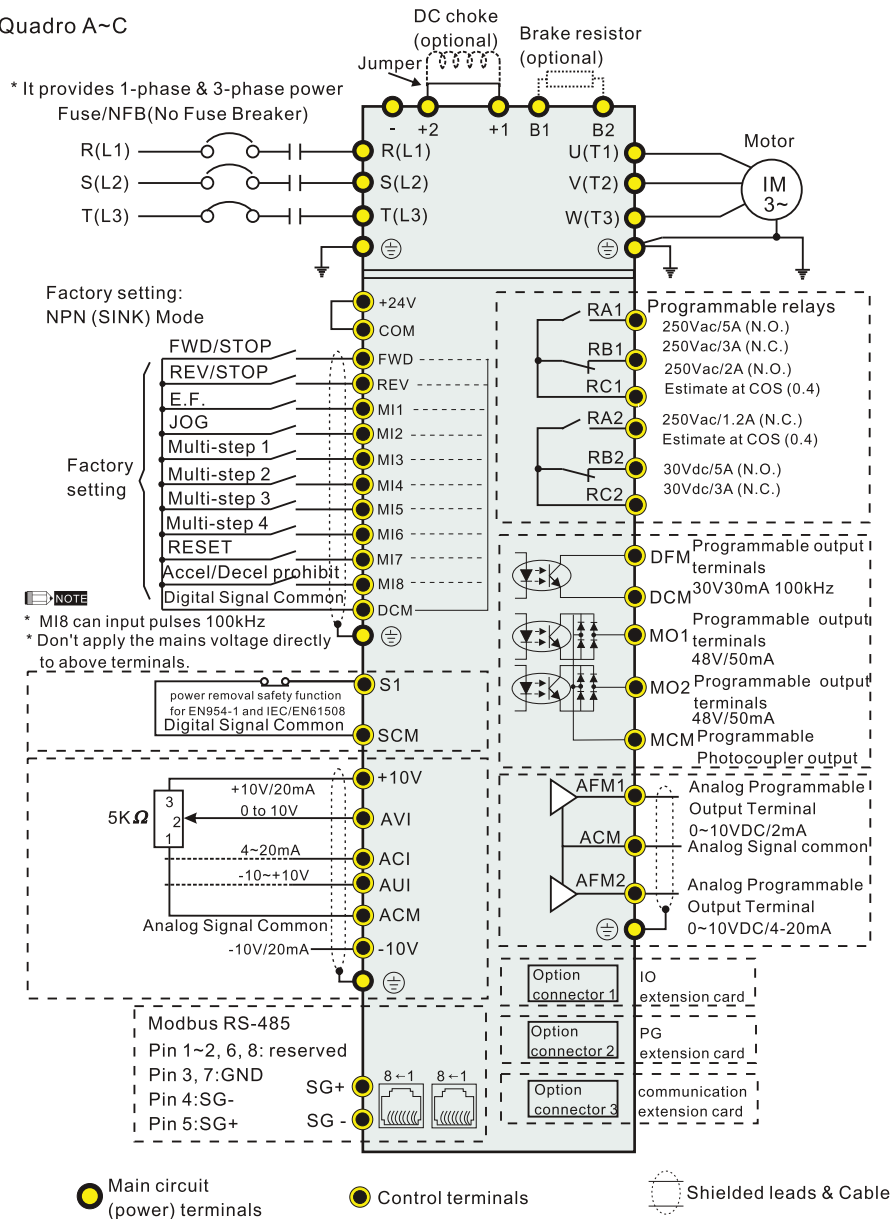 Quadro A~C
DC choke
(optional)
Brake resistor
(optional)
Jumper
* It provides 1-phase & 3-phase power
Fuse/NFB(No Fuse Breaker)
- +2 +1 B1 B2
Motor
R(L1) R(L1) U(T1)
S(L2) S(L2) V(T2)
T(L3) T(L3) W(T3)
IM
3~
Factory setting:
NPN (SINK) Mode
+24V
COM
FWD/STOP FWD
REV/STOP REV
E.F. MI1
JOG MI2
Multi-step 1 MI3
Multi-step 2 MI4
Multi-step 3 MI5
Multi-step 4 MI6
RESET MI7
Accel/Decel prohibit MI8
Digital Signal Common DCM
Factory
setting
NOTE
* MI8 can input pulses 100kHz
* Don't apply the mains voltage directly
to above terminals.
RA1
RB1
RC1
RA2
RB2
RC2
Programmable relays
250Vac/5A (N.O.)
250Vac/3A (N.C.)
250Vac/2A (N.O.)
Estimate at COS (0.4)
250Vac/1.2A (N.C.)
Estimate at COS (0.4)
30Vdc/5A (N.O.)
30Vdc/3A (N.C.)
DFM
Programmable output
terminals
30V30mA 100kHz
DCM
MO1
Programmable output
terminals
48V/50mA
MO2
Programmable output
terminals
48V/50mA
MCM
Programmable
Photocoupler output
S1
power removal safety function
for EN954-1 and IEC/EN61508
Digital Signal Common
SCM
+10V/20mA +10V
5KΩ
3
2
1
0 to 10V AVI
4~20mA ACI
-10~+10V AUI
Analog Signal Common ACM
-10V/20mA -10V
AFM1
Analog Programmable
Output Terminal
0~10VDC/2mA
ACM
Analog Signal common
AFM2
Analog Programmable
Output Terminal
0~10VDC/4-20mA
Option
connector 1
IO
extension card
Option
connector 2
PG
extension card
Option
connector 3
communication
extension card
Modbus RS-485
Pin 1~2, 6, 8: reserved
Pin 3, 7:GND
Pin 4:SG-
Pin 5:SG+
SG+
SG -
8←1 8←1
Main circuit
(power) terminals
Control terminals
Shielded leads & Cable